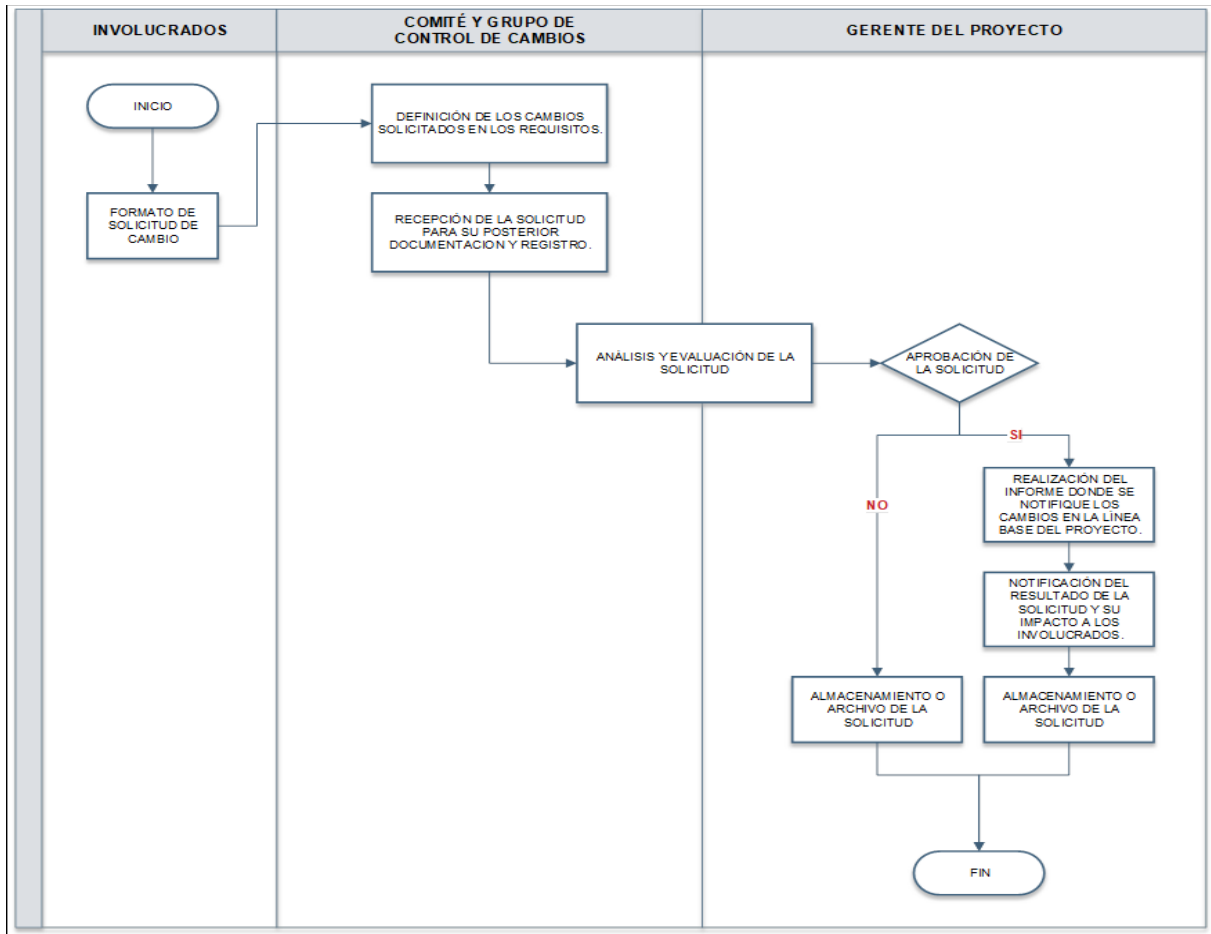 INVOLUCRADOS
COMITÉ Y GRUPO DE
CONTROL DE CAMBIOS
GERENTE DEL PROYECTO
INICIO
FORMATO DE
SOLICITUD DE
CAMBIO
DEFINICIÓN DE LOS CAMBIOS
SOLICITADOS EN LOS REQUISITOS.
RECEPCIÓN DE LA SOLICITUD
PARA SU POSTERIOR
DOCUMENTACION Y REGISTRO.
ANÀLISIS Y EVALUACIÓN DE LA
SOLICITUD
APROBACIÓN DE
LA SOLICITUD
SI
NO
REALIZACIÓN DEL
INFORME DONDE SE
NOTIFIQUE LOS
CAMBIOS EN LA LÍNEA
BASE DEL PROYECTO.
NOTIFICACIÓN DEL
RESULTADO DE LA
SOLICITUD Y SU
IMPACTO A LOS
INVOLUCRADOS.
ALMACENAMIENTO O
ARCHIVO DE LA
SOLICITUD
ALMACENAMIENTO O
ARCHIVO DE LA
SOLICITUD
FIN